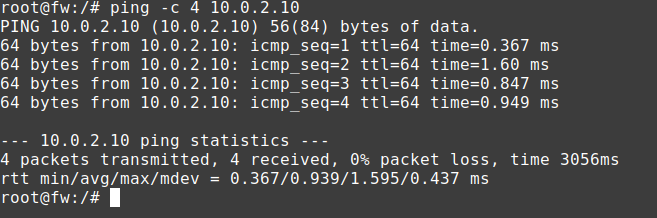 root@fw:/# ping -c 4 10.0.2.10
PING 10.0.2.10 (10.0.2.10) 56(84) bytes of data.
64 bytes from 10.0.2.10: icmp_seq=1 ttl=64 time=0.367 ms
64 bytes from 10.0.2.10: icmp_seq=2 ttl=64 time=1.60 ms
64 bytes from 10.0.2.10: icmp_seq=3 ttl=64 time=0.847 ms
64 bytes from 10.0.2.10: icmp_seq=4 ttl=64 time=0.949 ms

--- 10.0.2.10 ping statistics ---
4 packets transmitted, 4 received, 0% packet loss, time 3056ms
rtt min/avg/max/mdev = 0.367/0.939/1.595/0.437 ms
root@fw:/#